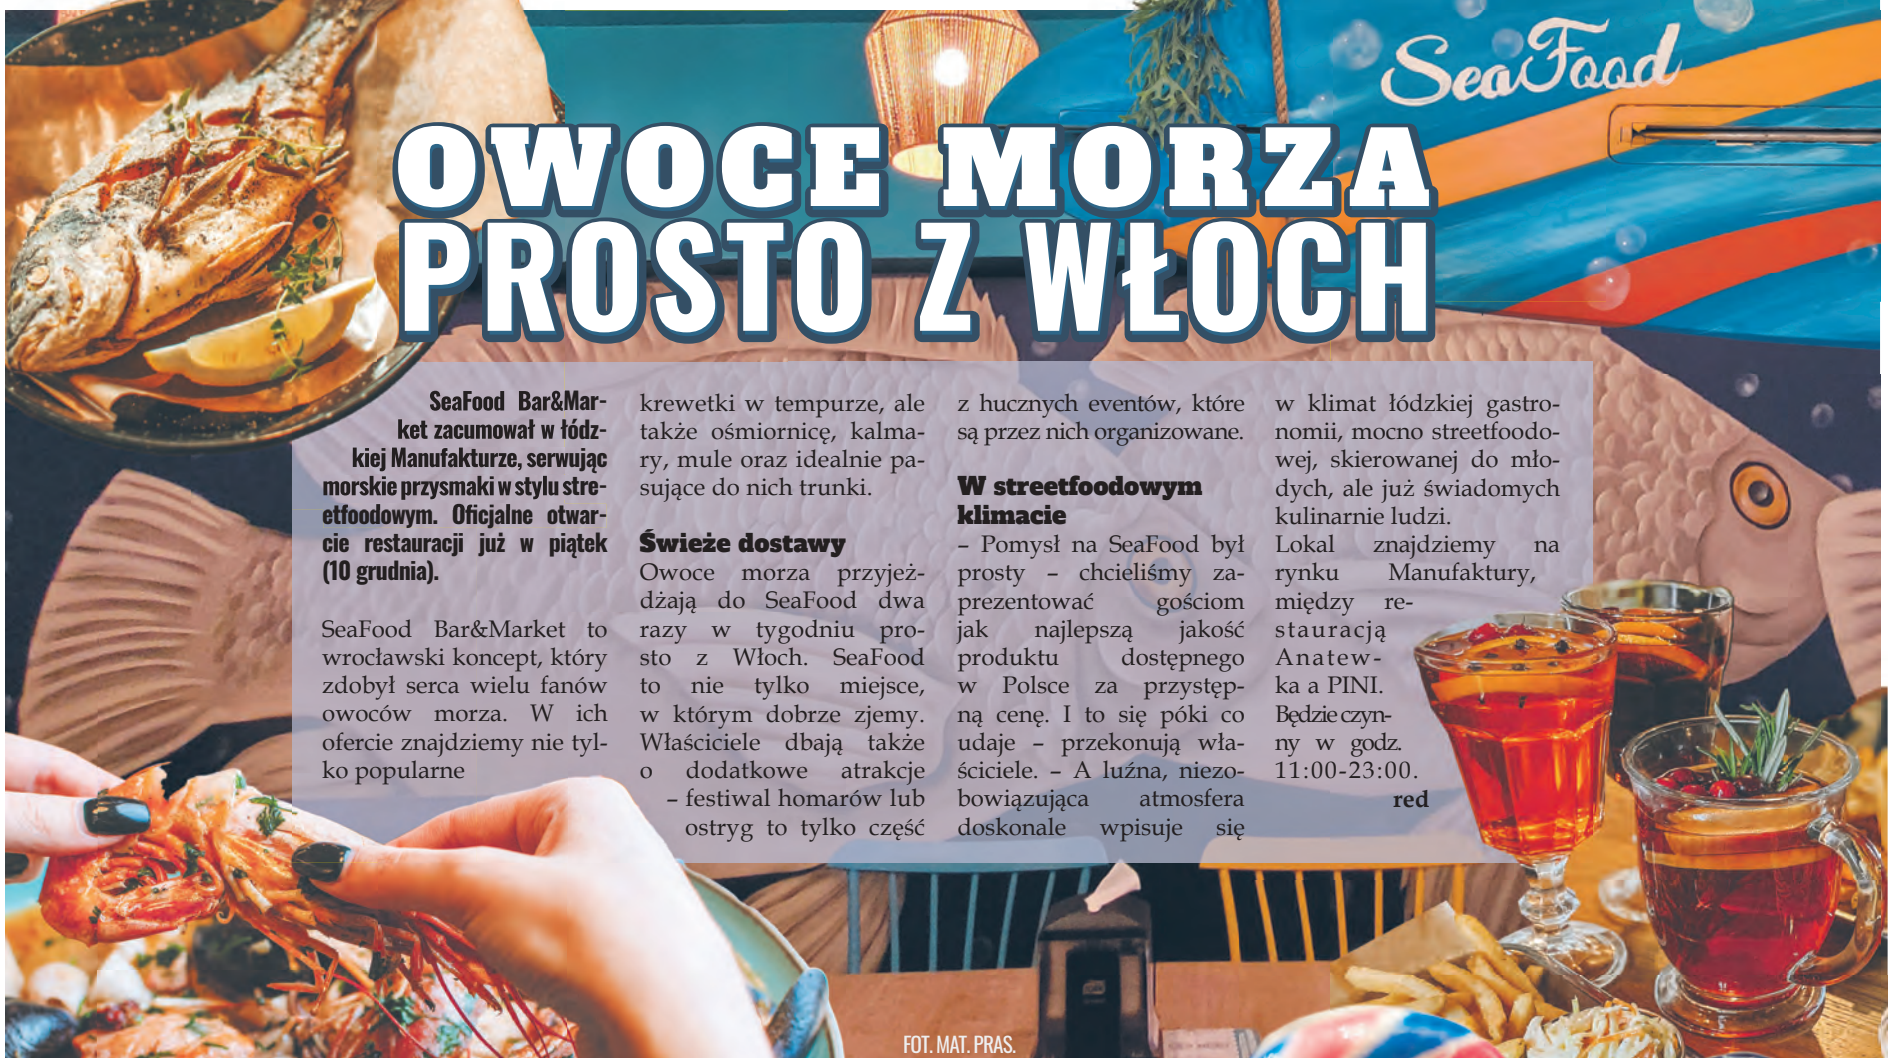 SeaFood
OWOCE MORZA
PROSTO Z WŁOCH
SeaFood Bar&Mar-
ket zacumował w łódz-
kiej Manufakturze, serwując
morskie przysmaki w stylu stre-
etfoodowym. Oficjalne otwar-
cie restauracji już w piątek
(10 grudnia).
SeaFood Bar&Market to
wrocławski koncept, który
zdobył serca wielu fanów
owoców morza. W ich
ofercie znajdziemy nie tyl-
ko popularne
krewetki w tempurze, ale
także ośmiornicę, kalma-
ry, mule oraz idealnie pa-
sujące do nich trunki.
Świeże dostawy
Owoce morza przyjeż-
dżają do SeaFood dwa
razy w tygodniu pro-
sto z Włoch. SeaFood
to nie tylko miejsce,
w którym dobrze zjemy.
Właściciele dbają także
o dodatkowe atrakcje
– festiwal homarów lub
ostryg to tylko część
z hucznych eventów, które
są przez nich organizowane.
W streetfoodowym
klimacie
– Pomysł na SeaFood był
prosty – chcieliśmy za-
prezentować gościom
jak najlepszą jakość
produktu dostępnego
w Polsce za przystęp-
ną cenę. I to się póki co
udaje – przekonują wła-
ściciele. – A luźna, niezo-
bowiązująca atmosfera
doskonale wpisuje się
w klimat łódzkiej gastro-
nomii, mocno streetfoodo-
wej, skierowanej do mło-
dych, ale już świadomych
kulinarnie ludzi.
Lokal znajdziemy na
rynku Manufaktury,
między re-
stauracją
Anatew-
ka a PINI.
Będzie czyn-
ny w godz.
11:00-23:00.
red
FOT. MAT. PRAS.